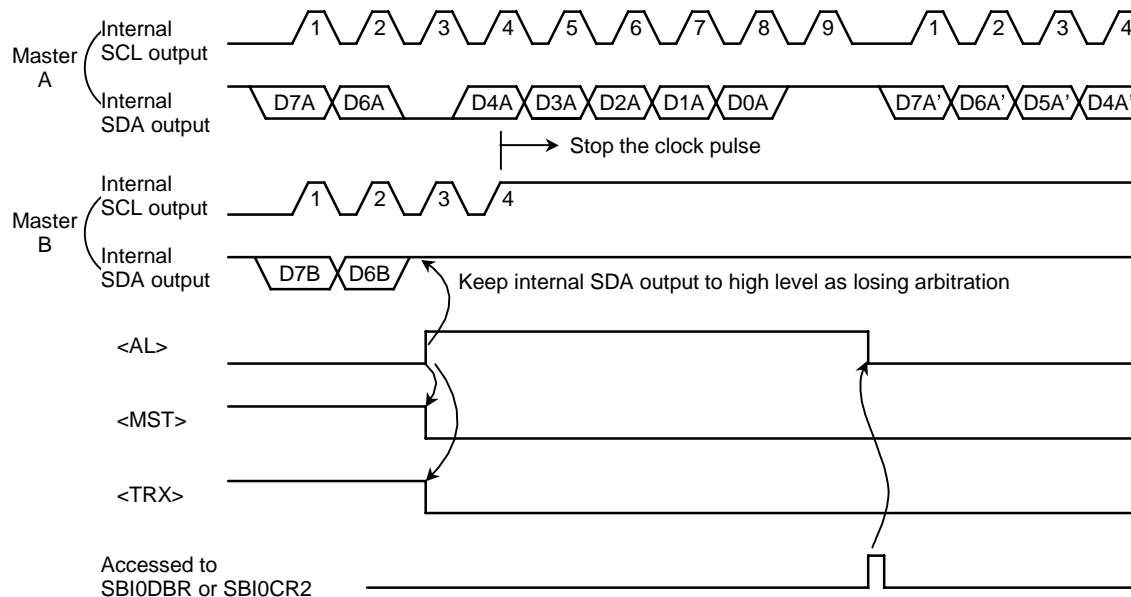 Master
A
Internal
SCL output
1 2 3 4 5 6 7 8 9 1 2 3 4
Internal
SDA output
D7A D6A D4A D3A D2A D1A D0A D7A' D6A' D5A' D4A'
Stop the clock pulse
Master
B
Internal
SCL output
1 2 3 4
Internal
SDA output
D7B D6B
Keep internal SDA output to high level as losing arbitration
<AL>
<MST>
<TRX>
Accessed to
SBI0DBR or SBI0CR2